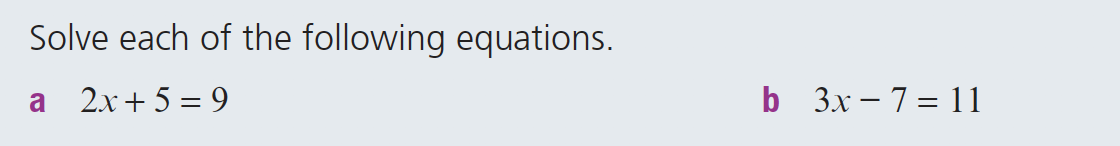 Solve each of the following equations.
a 2x + 5 = 9 b 3x − 7 = 11